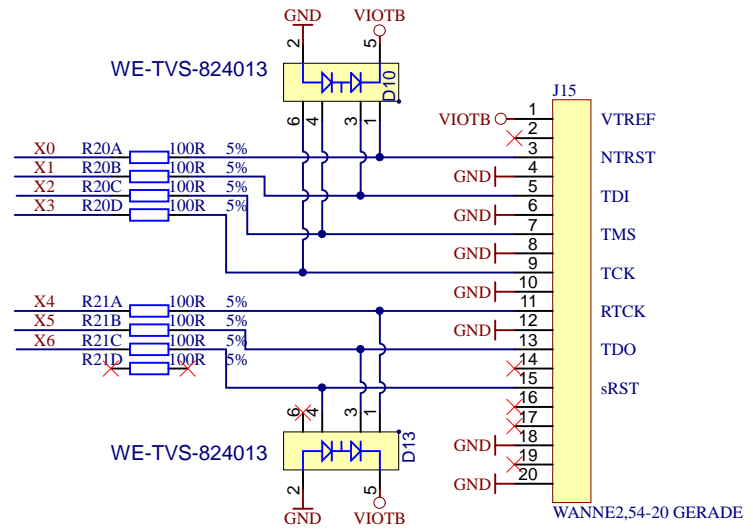 GND VIOTB
2 5
WE-TVS-824013
D10
6 4 3 1
J15
VIOTB 1 VTREF
2
X0 R20A 100R 5% 3 NTRST
X1 R20B 100R 5% GND 4
X2 R20C 100R 5% 5 TDI
X3 R20D 100R 5% GND 6
7 TMS
GND 8
9 TCK
GND 10
X4 R21A 100R 5% 11 RTCK
X5 R21B 100R 5% GND 12
X6 R21C 100R 5% 13 TDO
R21D 100R 5% 14
15 sRST
16
6 4 3 1
17
WE-TVS-824013
D13
GND 18
19
2 5
GND 20
GND VIOTB
WANNE2,54-20 GERADE